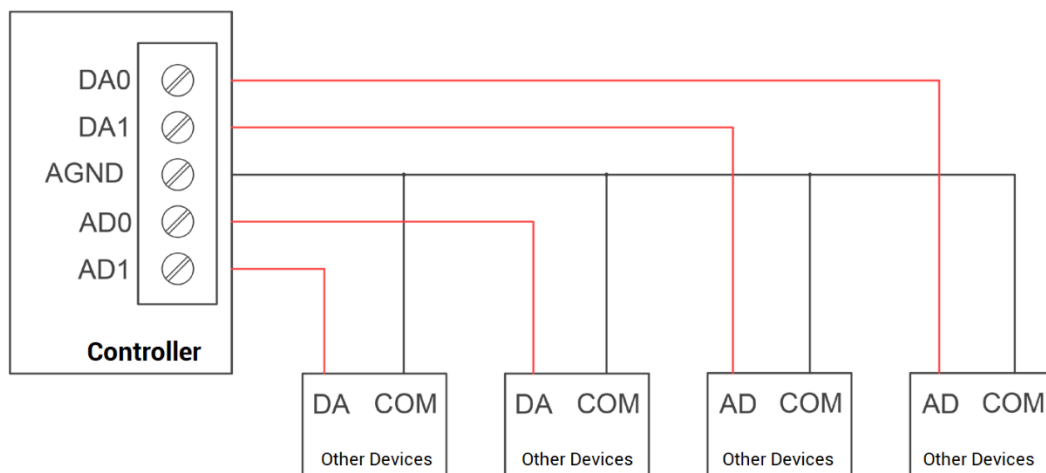 DA0
DA1
AGND
AD0
AD1
Controller
DA COM
Other Devices
DA COM
Other Devices
AD COM
Other Devices
AD COM
Other Devices